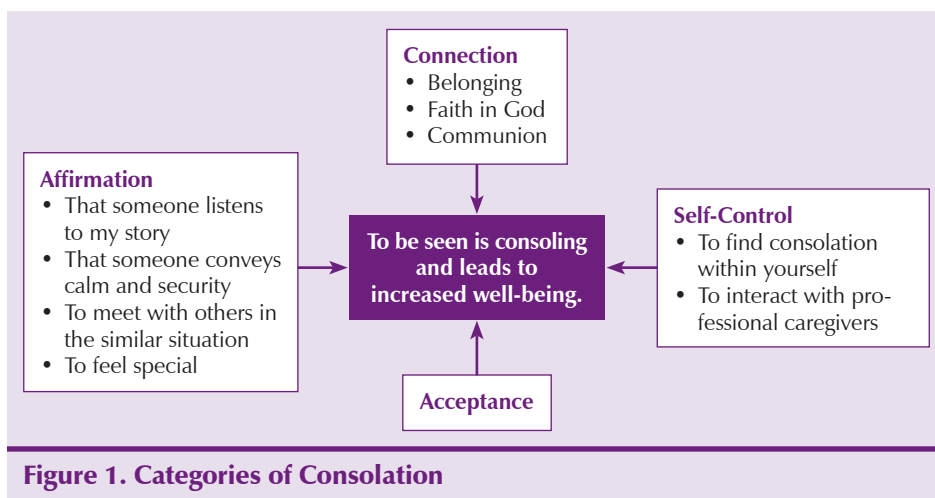 Connection
• Belonging
• Faith in God
• Communion
Affirmation
• That someone listens
to my story
• That someone conveys
calm and security
• To meet with others in
the similar situation
• To feel special
To be seen is consoling
and leads to
increased well-being.
Self-Control
• To find consolation
within yourself
• To interact with pro-
fessional caregivers
Acceptance
Figure 1. Categories of Consolation